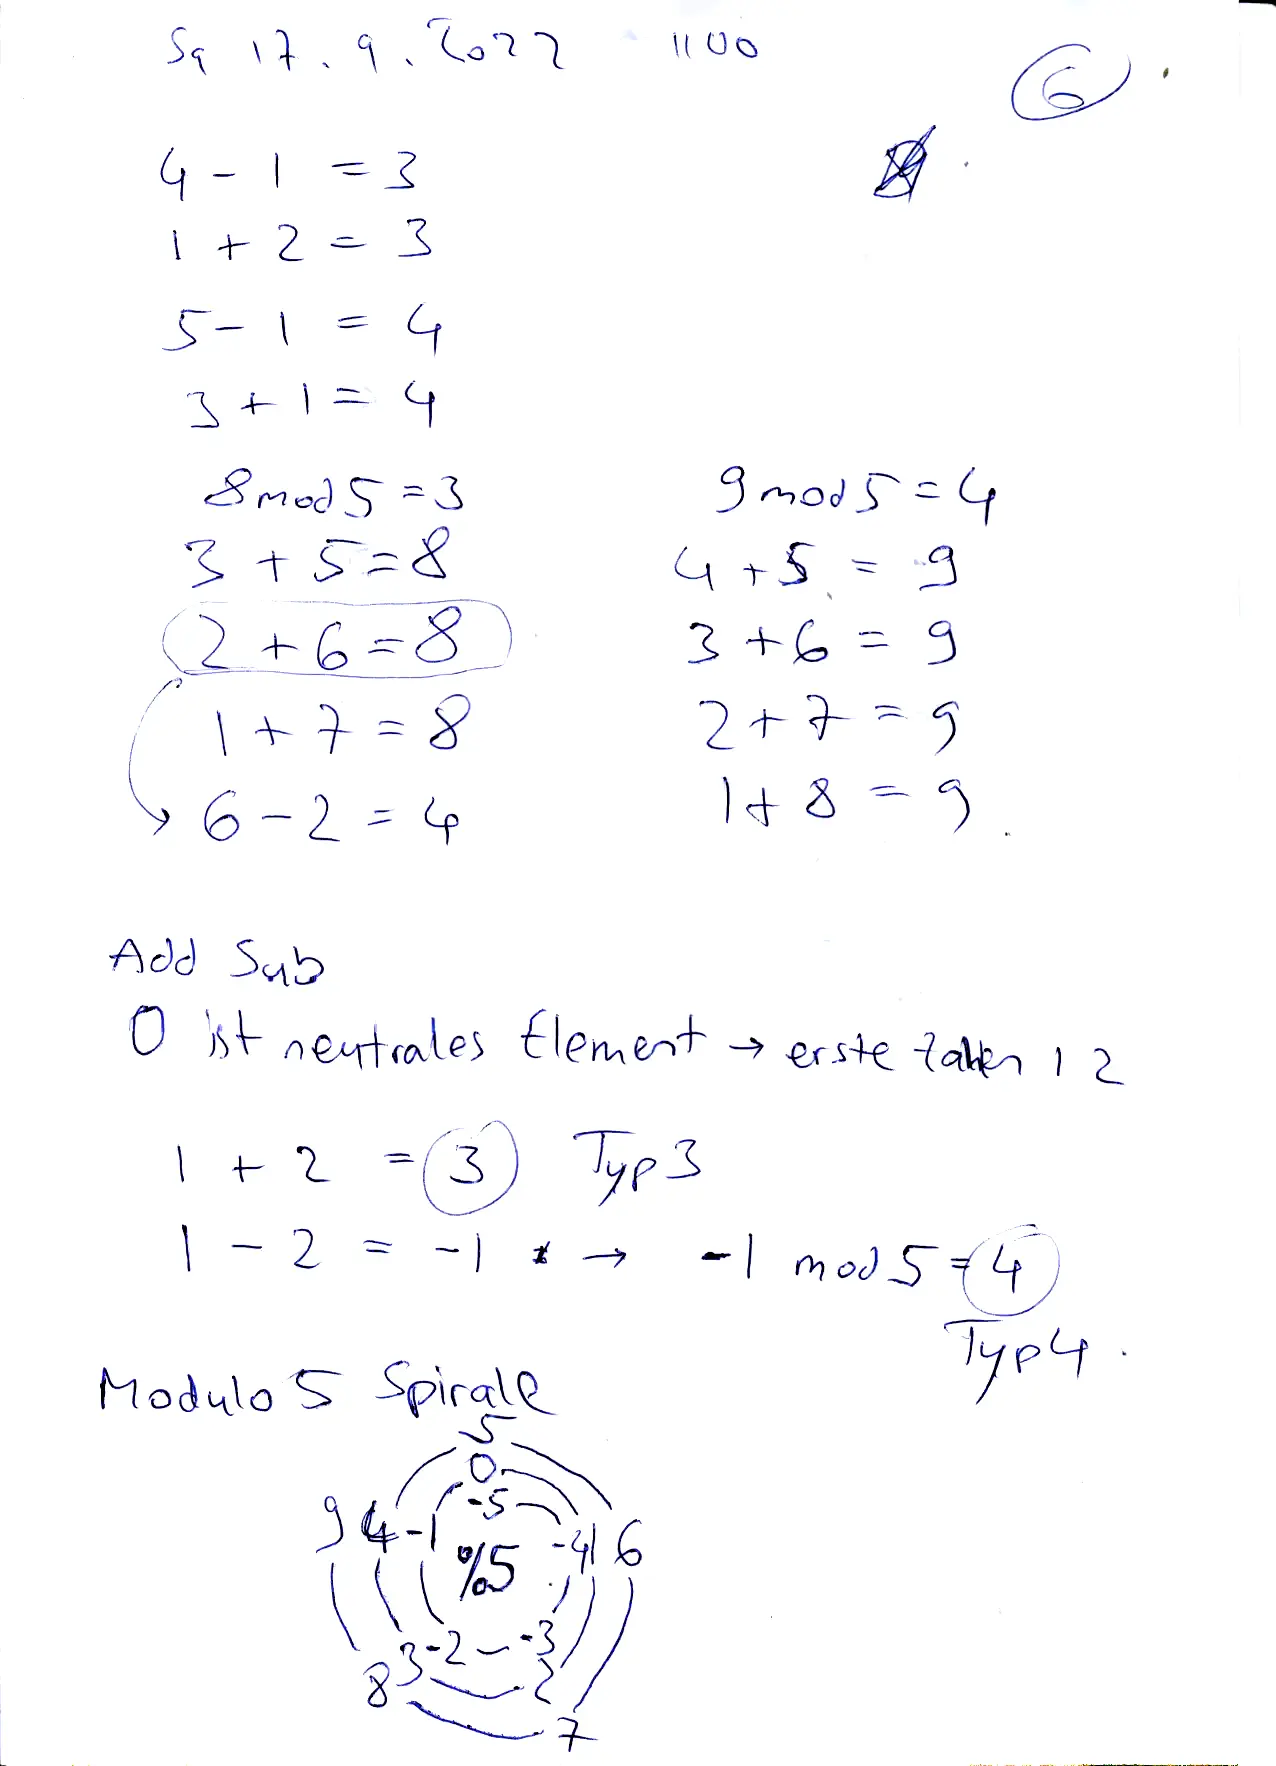 Sa 17.9.2022 1100
6
4 - 1 = 3
1 + 2 = 3
5 - 1 = 4
3 + 1 = 4
8 mod 5 = 3
3 + 5 = 8
2 + 6 = 8
1 + 7 = 8
6 - 2 = 4
9 mod 5 = 4
4 + 5 = 9
3 + 6 = 9
2 + 7 = 9
1 + 8 = 9
Add Sub
0 ist neutrales Element → erste Zahlen 1 2
1 + 2 = 3 Typ 3
1 - 2 = -1 → -1 mod 5 = 4
Typ 4
Modulo 5 Spirale
5
0
-5
9 4 -1 %5 -4 1 6
3 -2 -3
8 2
7